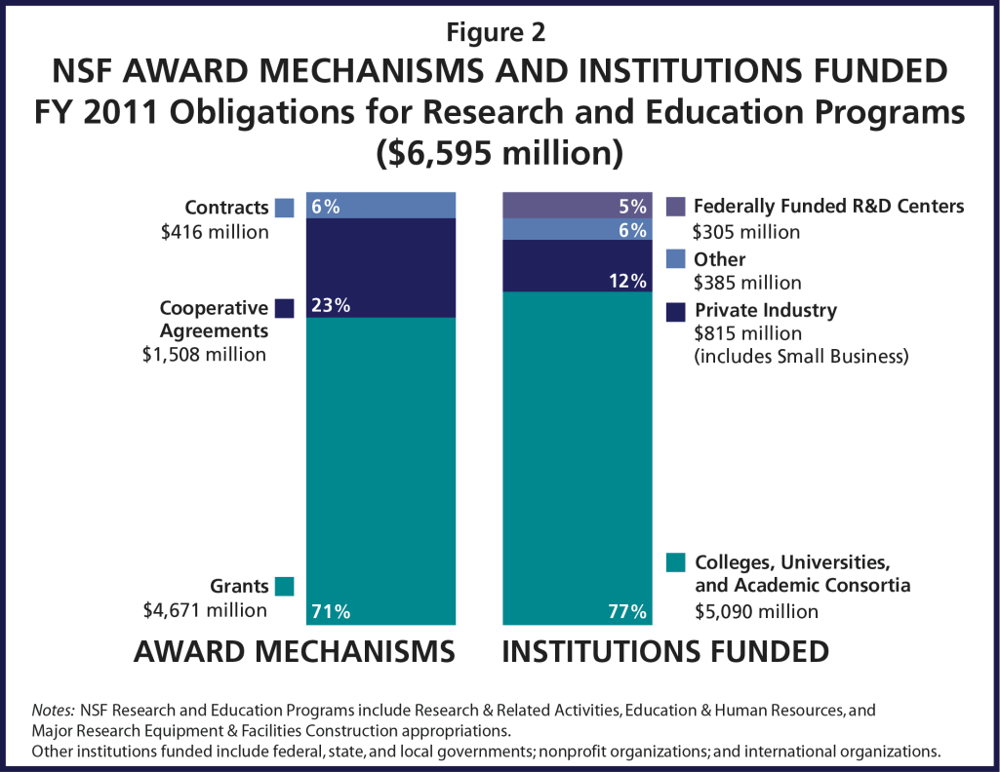 Figure 2
NSF AWARD MECHANISMS AND INSTITUTIONS FUNDED
FY 2011 Obligations for Research and Education Programs
($6,595 million)
Contracts
$416 million
6%
Cooperative
Agreements
$1,508 million
23%
Grants
$4,671 million
71%
AWARD MECHANISMS
5%
Federally Funded R&D Centers
$305 million
6%
Other
$385 million
12%
Private Industry
$815 million
(includes Small Business)
77%
Colleges, Universities,
and Academic Consortia
$5,090 million
INSTITUTIONS FUNDED
Notes: NSF Research and Education Programs include Research & Related Activities, Education & Human Resources, and
Major Research Equipment & Facilities Construction appropriations.
Other institutions funded include federal, state, and local governments; nonprofit organizations; and international organizations.